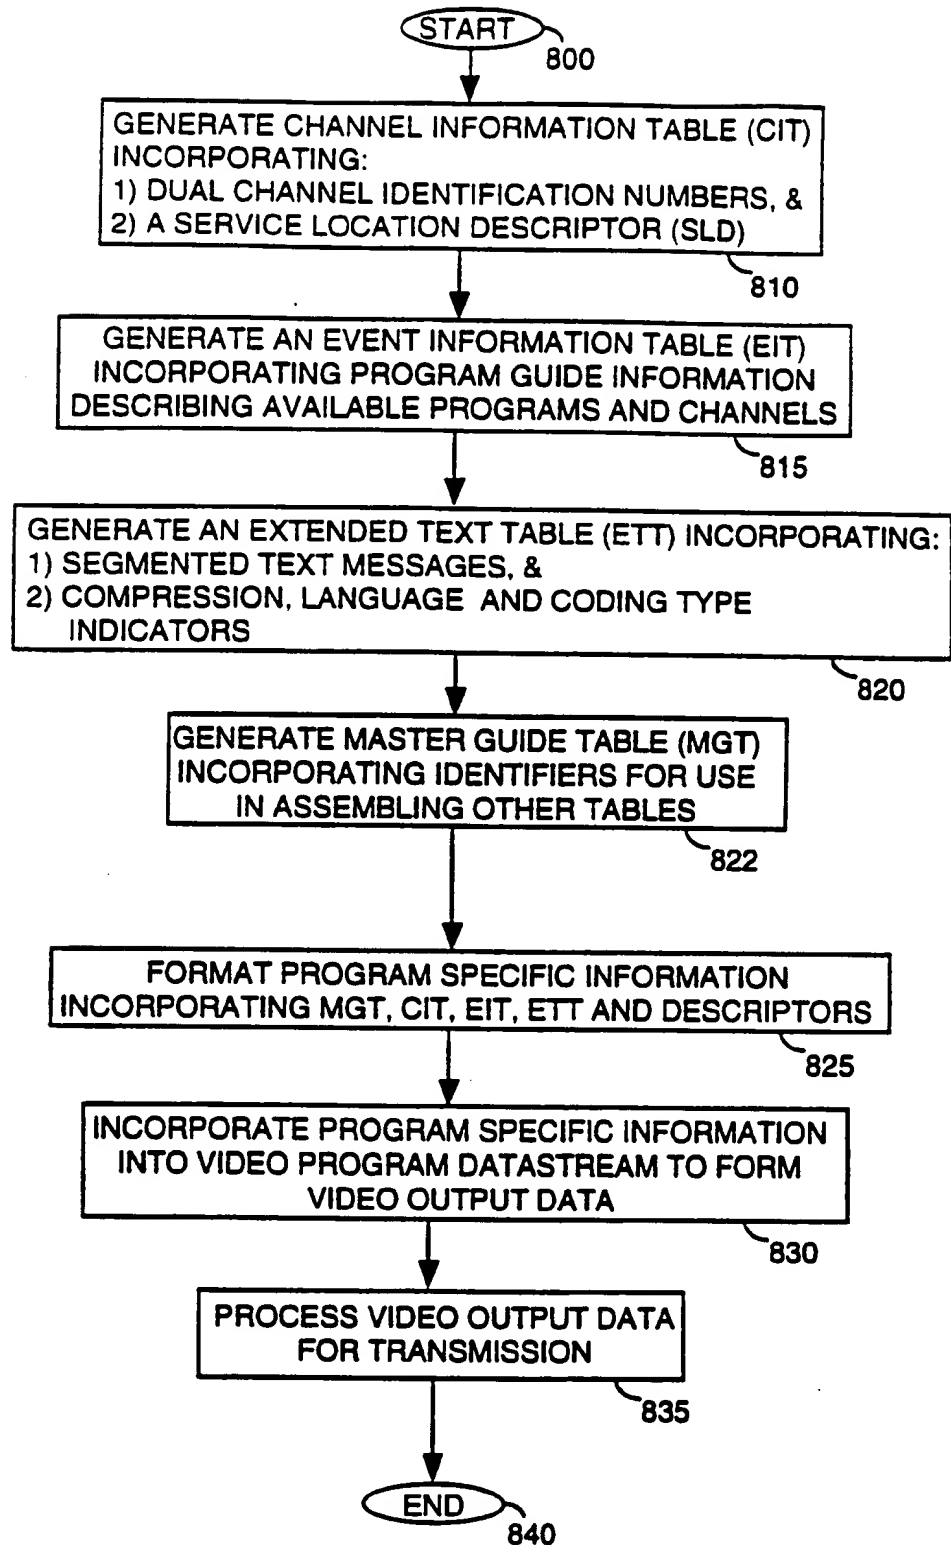 START
800
GENERATE CHANNEL INFORMATION TABLE (CIT)
INCORPORATING:
1) DUAL CHANNEL IDENTIFICATION NUMBERS, &
2) A SERVICE LOCATION DESCRIPTOR (SLD)
810
GENERATE AN EVENT INFORMATION TABLE (EIT)
INCORPORATING PROGRAM GUIDE INFORMATION
DESCRIBING AVAILABLE PROGRAMS AND CHANNELS
815
GENERATE AN EXTENDED TEXT TABLE (ETT) INCORPORATING:
1) SEGMENTED TEXT MESSAGES, &
2) COMPRESSION, LANGUAGE AND CODING TYPE
INDICATORS
820
GENERATE MASTER GUIDE TABLE (MGT)
INCORPORATING IDENTIFIERS FOR USE
IN ASSEMBLING OTHER TABLES
822
FORMAT PROGRAM SPECIFIC INFORMATION
INCORPORATING MGT, CIT, EIT, ETT AND DESCRIPTORS
825
INCORPORATE PROGRAM SPECIFIC INFORMATION
INTO VIDEO PROGRAM DATASTREAM TO FORM
VIDEO OUTPUT DATA
830
PROCESS VIDEO OUTPUT DATA
FOR TRANSMISSION
835
END
840